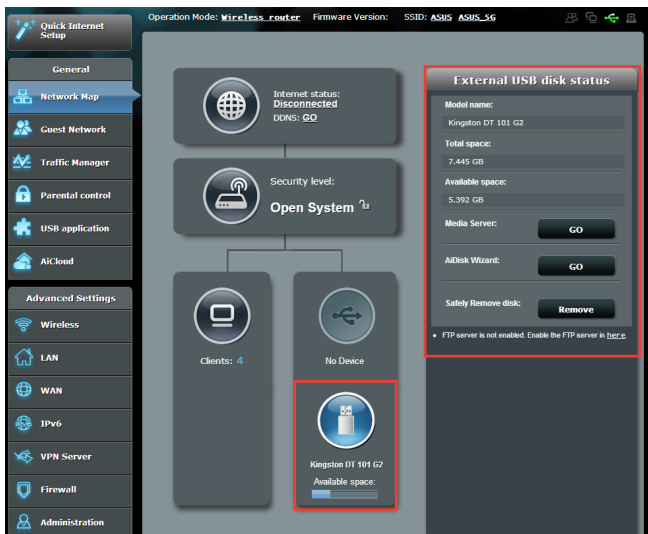 Quick Internet
Setup
Operation Mode: Wireless router Firmware Version: SSID: ASUS ASUS_5G
General
Network Map
Guest Network
Traffic Manager
Parental control
USB application
AiCloud
Advanced Settings
Wireless
LAN
WAN
IPv6
VPN Server
Firewall
Administration
Internet status:
Disconnected
DDNS: GO
Security level:
Open System
Clients: 4
No Device
Kingston DT 101 G2
Available space:
External USB disk status
Model name:
Kingston DT 101 G2
Total space:
7.445 GB
Available space:
5.392 GB
Media Server: GO
AiDisk Wizard: GO
Safely Remove disk: Remove
• FTP server is not enabled. Enable the FTP server in here.